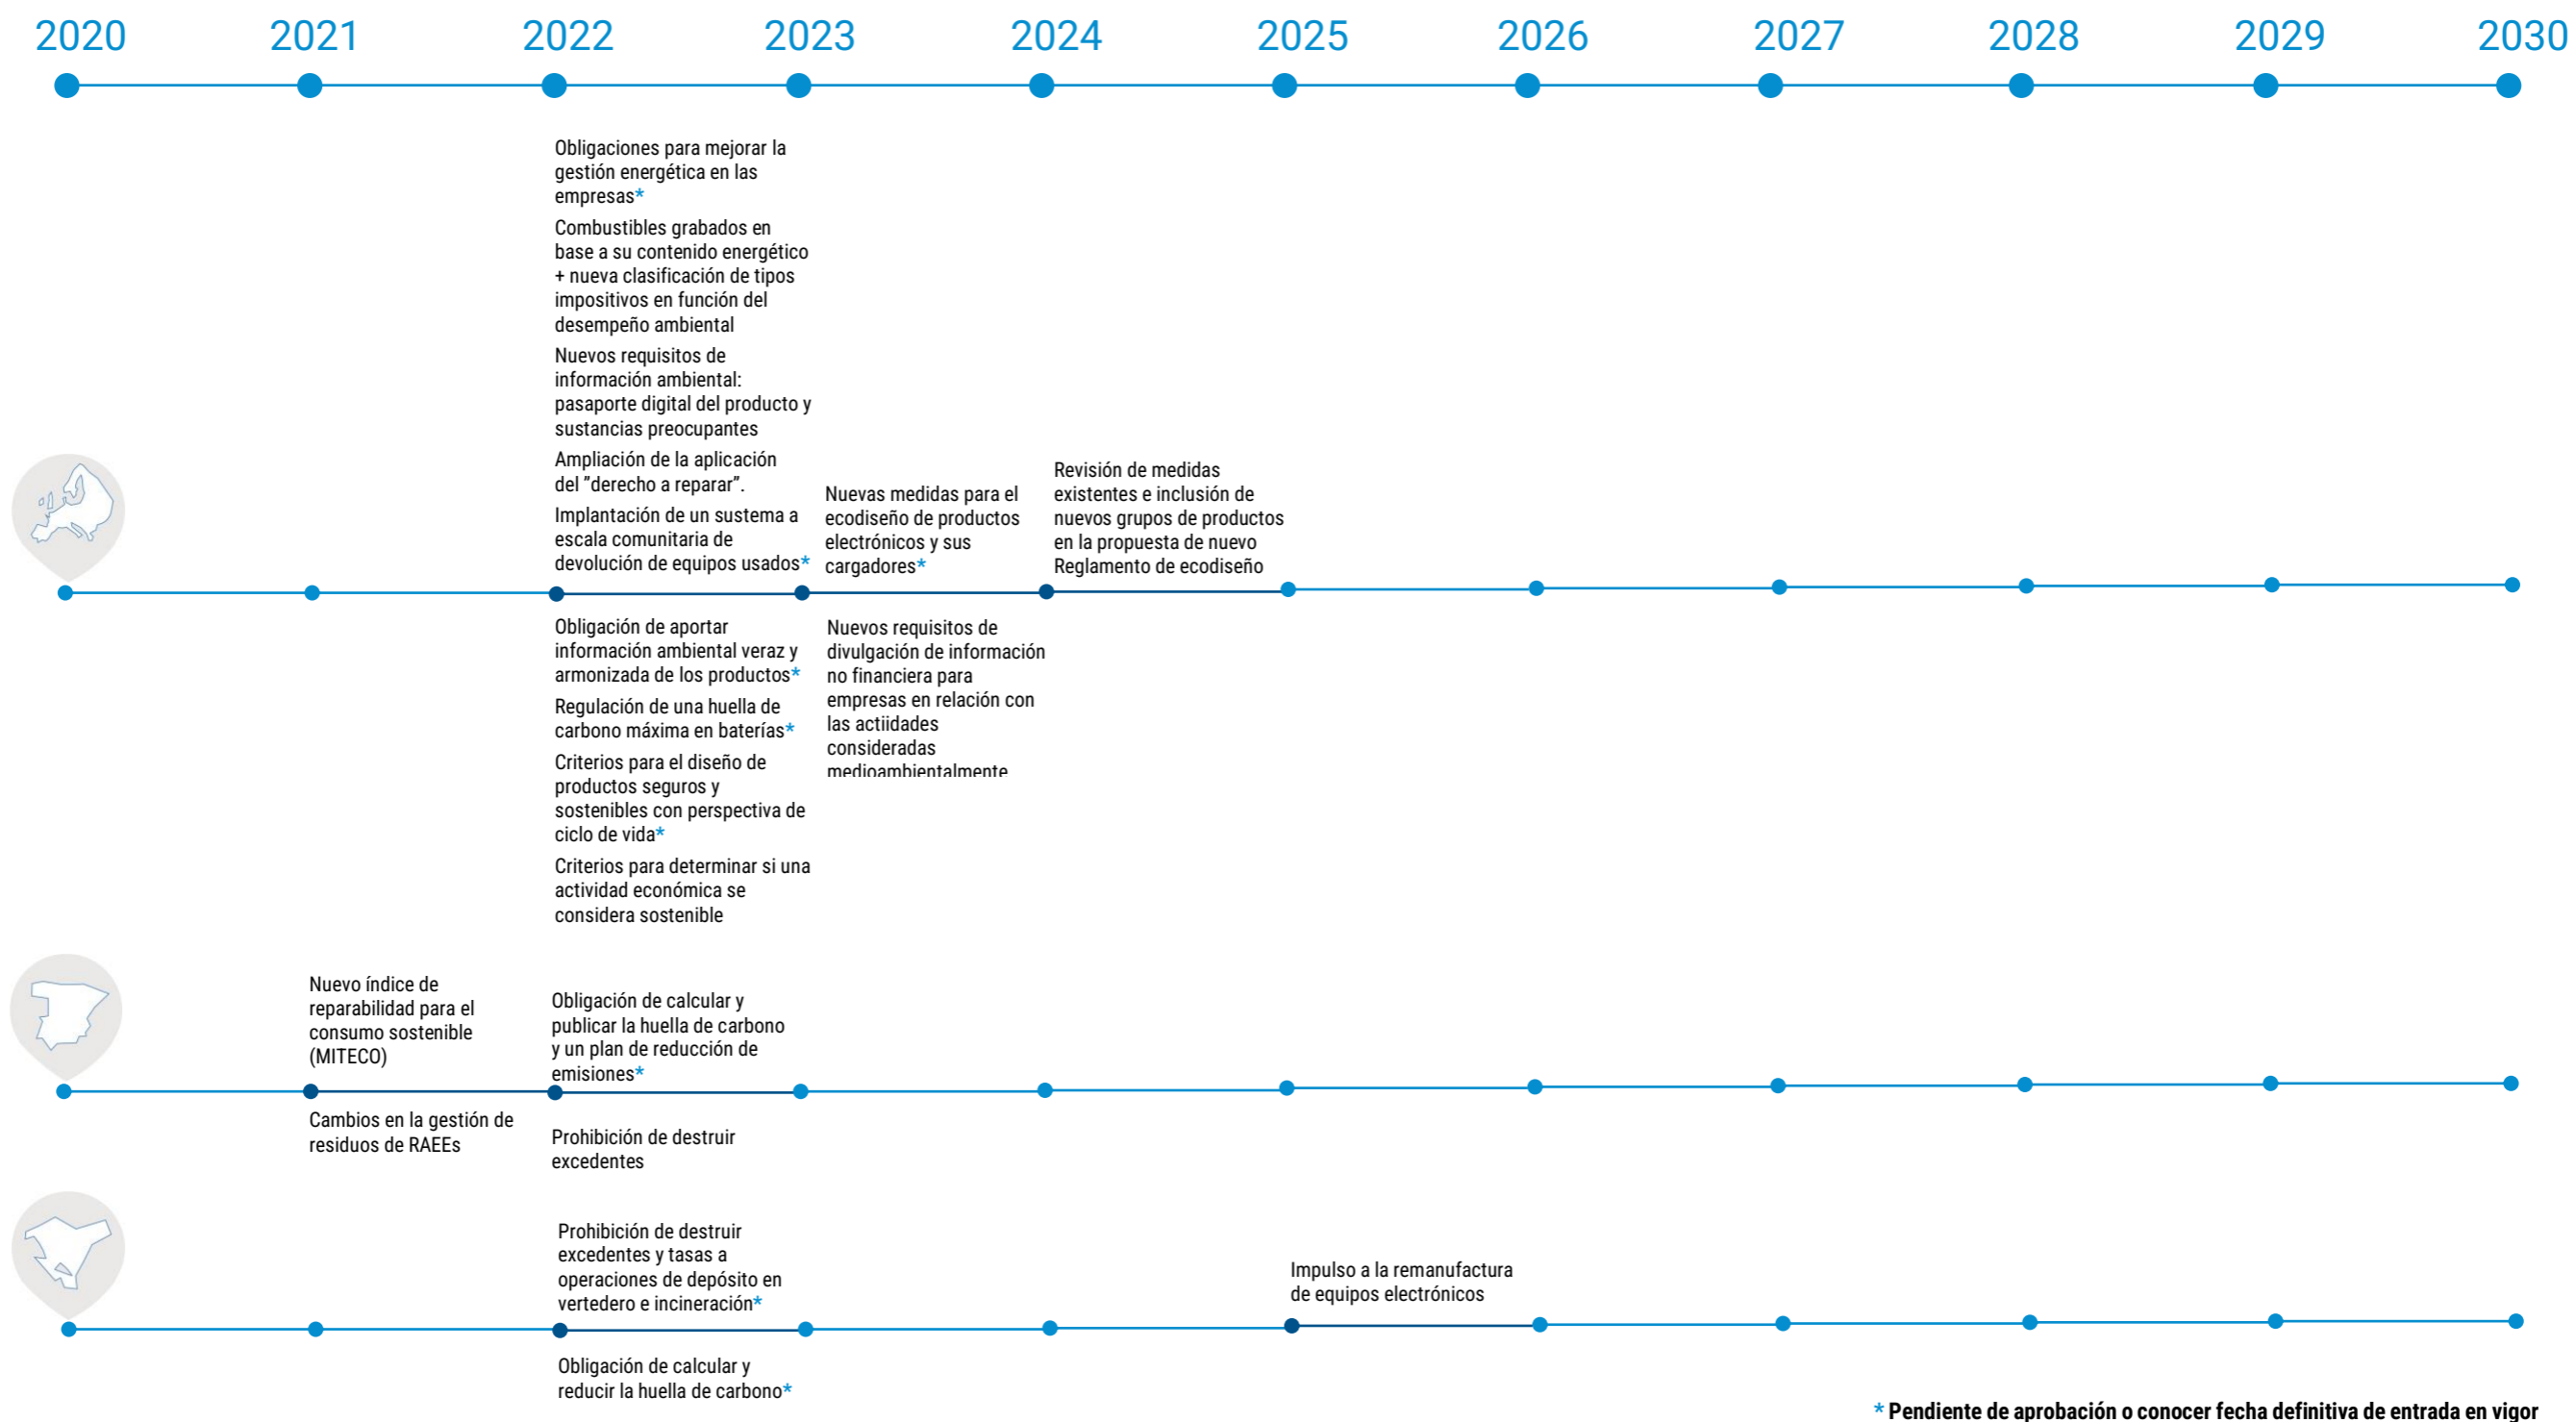 2020 2021 2022 2023 2024 2025 2026 2027 2028 2029 2030
Obligaciones para mejorar la
gestión energética en las
empresas*
Combustibles grabados en
base a su contenido energético
+ nueva clasificación de tipos
impositivos en función del
desempeño ambiental
Nuevos requisitos de
información ambiental:
pasaporte digital del producto y
sustancias preocupantes
Ampliación de la aplicación
del ”derecho a reparar”.
Implantación de un sustema a
escala comunitaria de
devolución de equipos usados*
Nuevas medidas para el
ecodiseño de productos
electrónicos y sus
cargadores*
Revisión de medidas
existentes e inclusión de
nuevos grupos de productos
en la propuesta de nuevo
Reglamento de ecodiseño
Obligación de aportar
información ambiental veraz y
armonizada de los productos*
Regulación de una huella de
carbono máxima en baterías*
Criterios para el diseño de
productos seguros y
sostenibles con perspectiva de
ciclo de vida*
Criterios para determinar si una
actividad económica se
considera sostenible
Nuevos requisitos de
divulgación de información
no financiera para
empresas en relación con
las actiidades
consideradas
medioambientalmente
Nuevo índice de
reparabilidad para el
consumo sostenible
(MITECO)
Cambios en la gestión de
residuos de RAEEs
Obligación de calcular y
publicar la huella de carbono
y un plan de reducción de
emisiones*
Prohibición de destruir
excedentes
Prohibición de destruir
excedentes y tasas a
operaciones de depósito en
vertedero e incineración*
Obligación de calcular y
reducir la huella de carbono*
Impulso a la remanufactura
de equipos electrónicos
* Pendiente de aprobación o conocer fecha definitiva de entrada en vigor